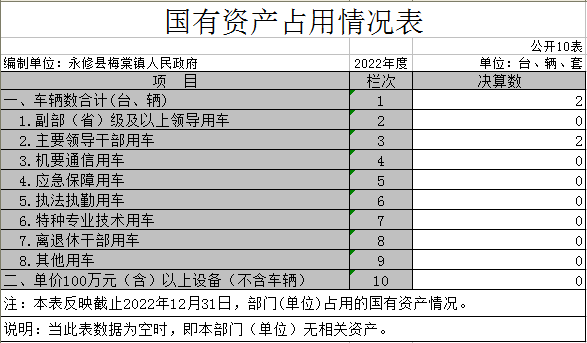 国有资产占用情况表
公开10表
编制单位：永修县梅棠镇人民政府 2022年度 单位：台、辆、套
项 目 栏次 决算数
一、车辆数合计(台、辆) 1 2
1.副部（省）级及以上领导用车 2 0
2.主要领导干部用车 3 2
3.机要通信用车 4 0
4.应急保障用车 5 0
5.执法执勤用车 6 0
6.特种专业技术用车 7 0
7.离退休干部用车 8 0
8.其他用车 9 0
二、单价100万元（含）以上设备（不含车辆） 10 0
注：本表反映截止2022年12月31日，部门(单位)占用的国有资产情况。
说明：当此表数据为空时，即本部门（单位）无相关资产。